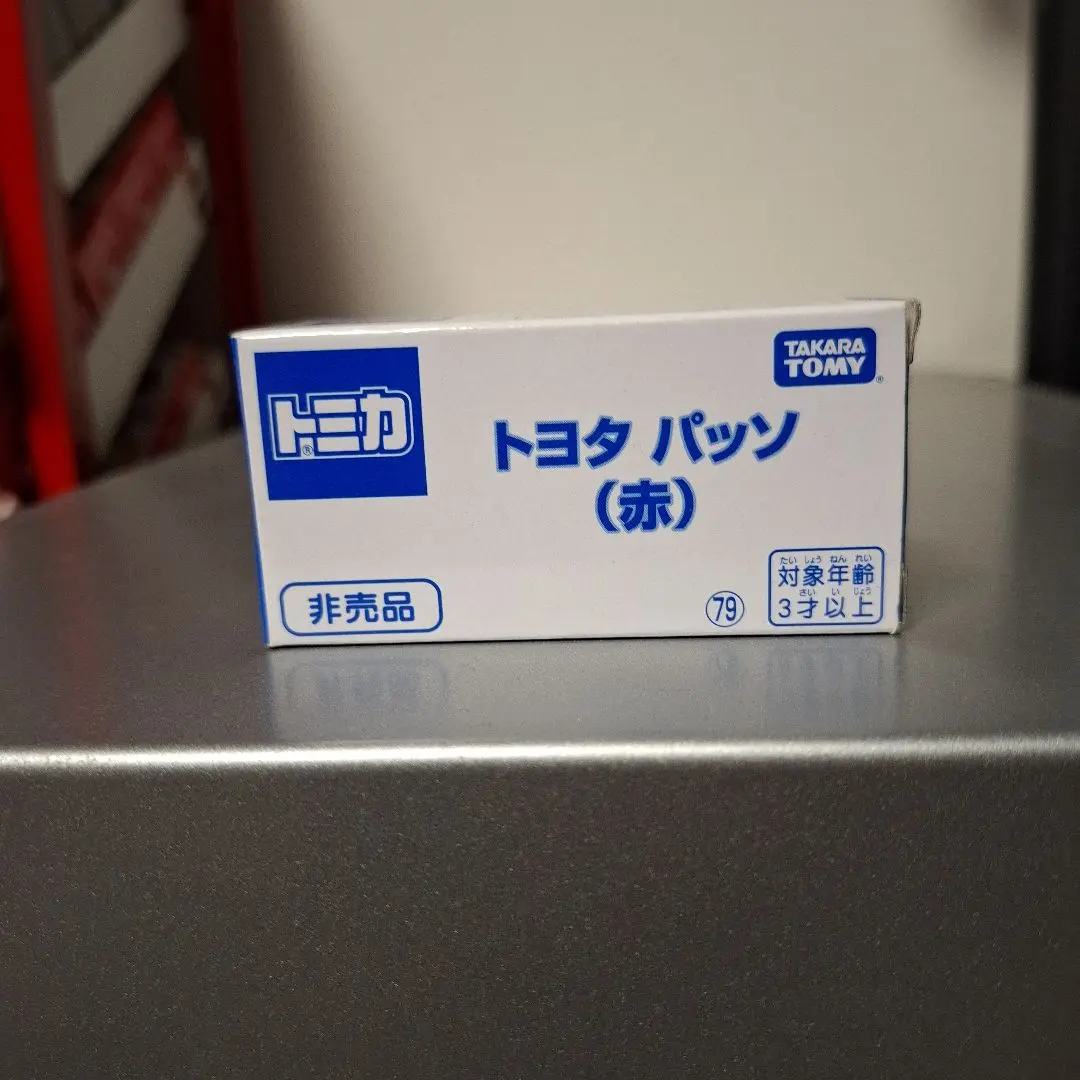 トミカ®
TAKARA
TOMY®
トヨタ パッソ
(赤)
非売品
79
たい しょう ねん れい
対象年齢
さい い じょう
3才以上